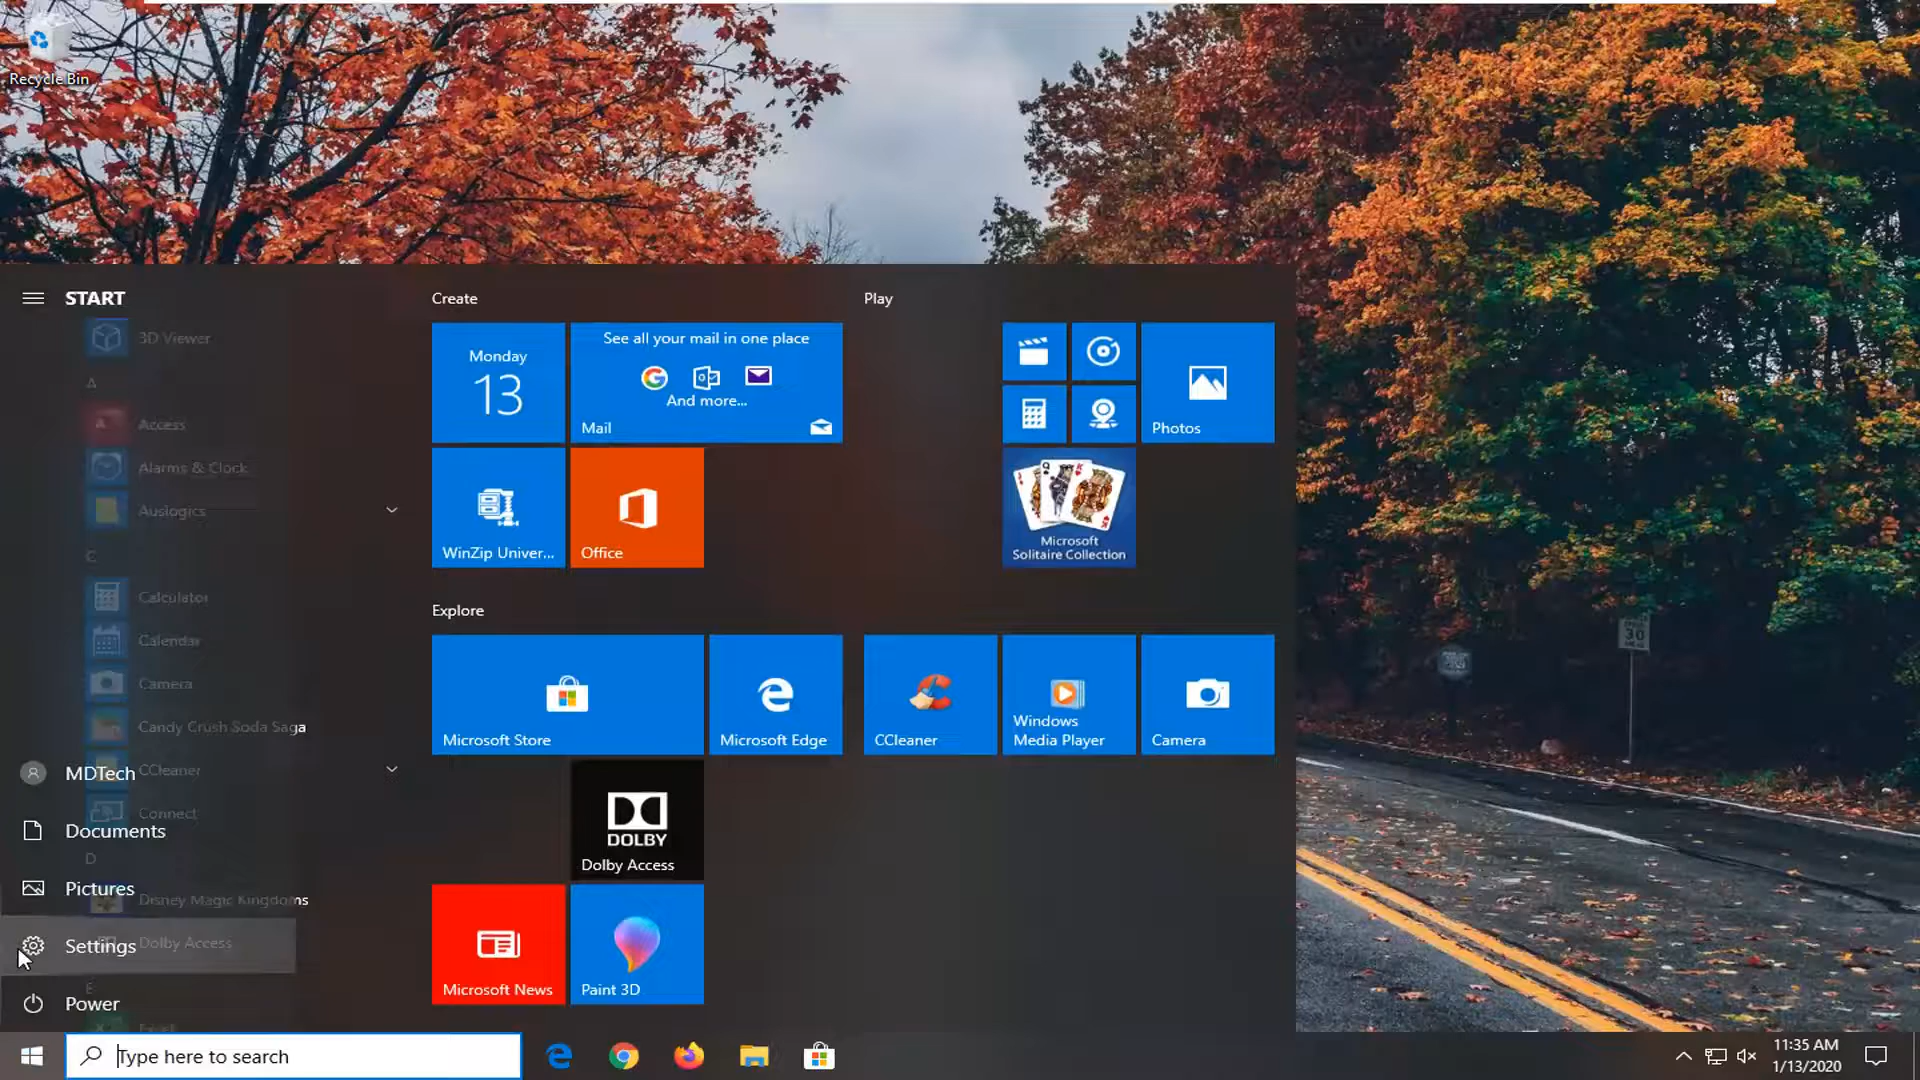 Recycle Bin
START
3D Viewer
A
Access
Alarms & Clock
Auslogics
C
Calculator
Calendar
Camera
Candy Crush Soda Saga
MDTech
CCleaner
Connect
Documents
D
Pictures
Disney Magic Kingdoms
Settings
Dolby Access
E
Power
Create
Monday
13
See all your mail in one place
And more...
Mail
WinZip Univer...
Office
Play
Photos
Microsoft
Solitaire Collection
Explore
Microsoft Store
Microsoft Edge
CCleaner
Windows
Media Player
Camera
DOLBY
Dolby Access
Microsoft News
Paint 3D
30
Type here to search
11:35 AM
1/13/2020